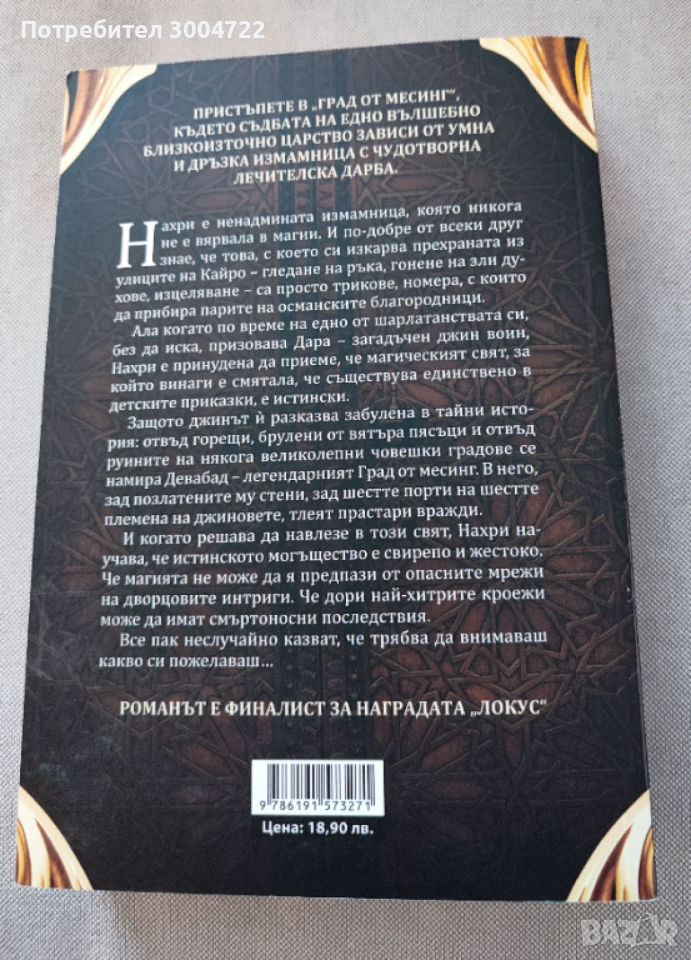 Потребител 3004722
ПРИСТЪПЕТЕ В „ГРАД ОТ МЕСИНГ“,
КЪДЕТО СЪДБАТА НА ЕДНО ВЪЛШЕБНО
БЛИЗКОИЗТОЧНО ЦАРСТВО ЗАВИСИ ОТ УМНА
И ДРЪЗКА ИЗМАМНИЦА С ЧУДОТВОРНА
ЛЕЧИТЕЛСКА ДАРБА.
Нахри е ненадмината измамница, която никога
не е вярвала в магии. И по-добре от всеки друг
знае, че това, с което си изкарва прехраната из
улиците на Кайро – гледане на ръка, гонене на зли ду-
хове, изцеляване – са просто трикове, номера, с които
да прибира парите на османските благородници.
Ала когато по време на едно от шарлатанствата си,
без да иска, призовава Дара – загадъчен джин воин,
Нахри е принудена да приеме, че магическият свят, за
който винаги е смятала, че съществува единствено в
детските приказки, е истински.
Защото джинът ѝ разказва забулена в тайни исто-
рия: отвъд горещи, брулени от вятъра пясъци и отвъд
руините на някога великолепни човешки градове се
намира Девабад – легендарният Град от месинг. В него,
зад позлатените му стени, зад шестте порти на шестте
племена на джиновете, тлеят прастари вражди.
И когато решава да навлезе в този свят, Нахри на-
учава, че истинското могъщество е свирепо и жестоко.
Че магията не може да я предпази от опасните мрежи
на дворцовите интриги. Че дори най-хитрите кроежи
може да имат смъртоносни последствия.
Все пак неслучайно казват, че трябва да внимаваш
какво си пожелаваш...
РОМАНЪТ Е ФИНАЛИСТ ЗА НАГРАДАТА „ЛОКУС“
9 786191 573271
Цена: 18,90 лв.
BAZAR